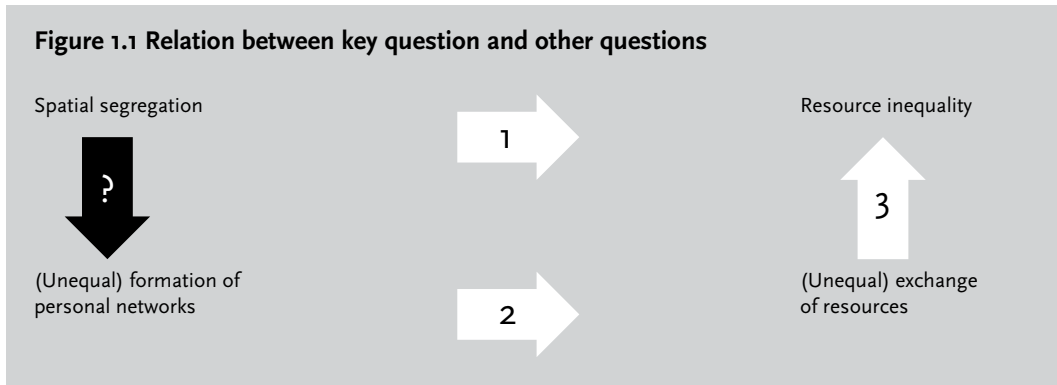 Figure 1.1 Relation between key question and other questions
Spatial segregation
1
Resource inequality
?
3
(Unequal) formation of
personal networks
2
(Unequal) exchange
of resources